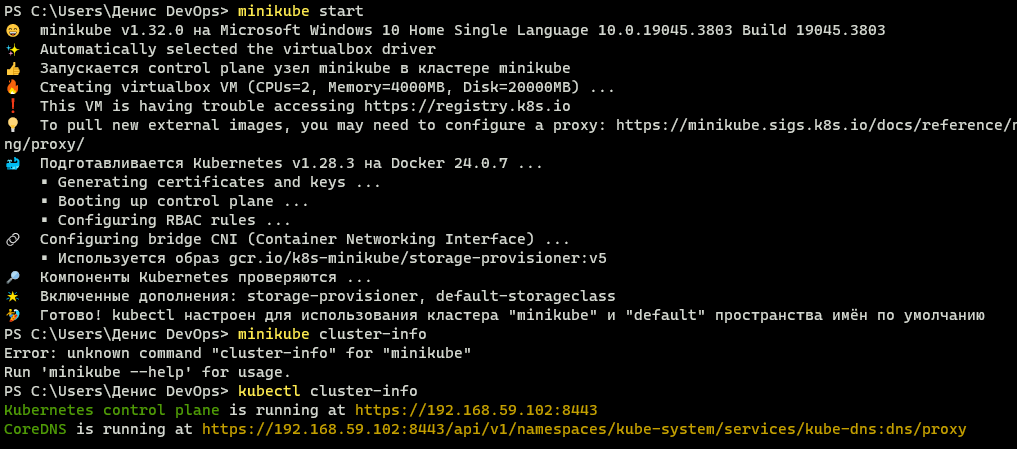 PS C:\Users\Денис DevOps> minikube start
😄  minikube v1.32.0 на Microsoft Windows 10 Home Single Language 10.0.19045.3803 Build 19045.3803
✨  Automatically selected the virtualbox driver
👍  Запускается control plane узел minikube в кластере minikube
🔥  Creating virtualbox VM (CPUs=2, Memory=4000MB, Disk=20000MB) ...
❗  This VM is having trouble accessing https://registry.k8s.io
💡  To pull new external images, you may need to configure a proxy: https://minikube.sigs.k8s.io/docs/reference/
ng/proxy/
🐳  Подготавливается Kubernetes v1.28.3 на Docker 24.0.7 ...
    ▪ Generating certificates and keys ...
    ▪ Booting up control plane ...
    ▪ Configuring RBAC rules ...
🔗  Configuring bridge CNI (Container Networking Interface) ...
    ▪ Используется образ gcr.io/k8s-minikube/storage-provisioner:v5
🔎  Компоненты Kubernetes проверяются ...
🌟  Включенные дополнения: storage-provisioner, default-storageclass
🏄  Готово! kubectl настроен для использования кластера "minikube" и "default" пространства имён по умолчанию
PS C:\Users\Денис DevOps> minikube cluster-info
Error: unknown command "cluster-info" for "minikube"
Run 'minikube --help' for usage.
PS C:\Users\Денис DevOps> kubectl cluster-info
Kubernetes control plane is running at https://192.168.59.102:8443
CoreDNS is running at https://192.168.59.102:8443/api/v1/namespaces/kube-system/services/kube-dns:dns/proxy